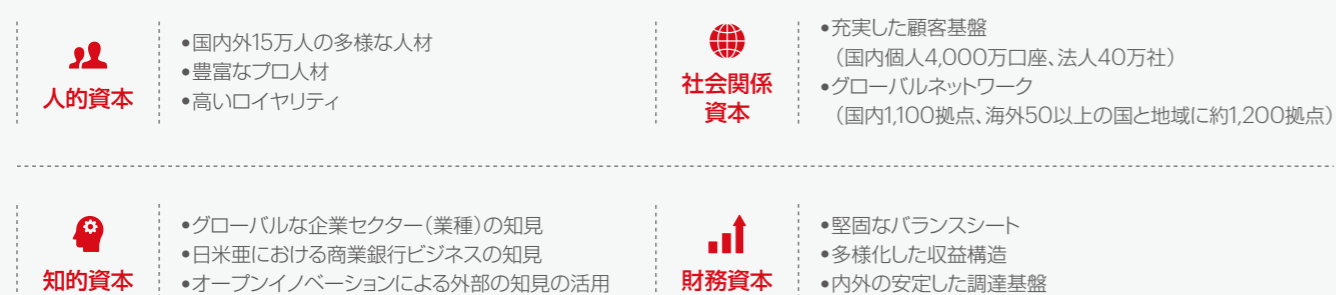 人的資本
•国内外15万人の多様な人材
•豊富なプロ人材
•高いロイヤリティ
社会関係
資本
•充実した顧客基盤
（国内個人4,000万口座、法人40万社）
•グローバルネットワーク
（国内1,100拠点、海外50以上の国と地域に約1,200拠点）
知的資本
•グローバルな企業セクター（業種）の知見
•日米亜における商業銀行ビジネスの知見
•オープンイノベーションによる外部の知見の活用
財務資本
•堅固なバランスシート
•多様化した収益構造
•内外の安定した調達基盤